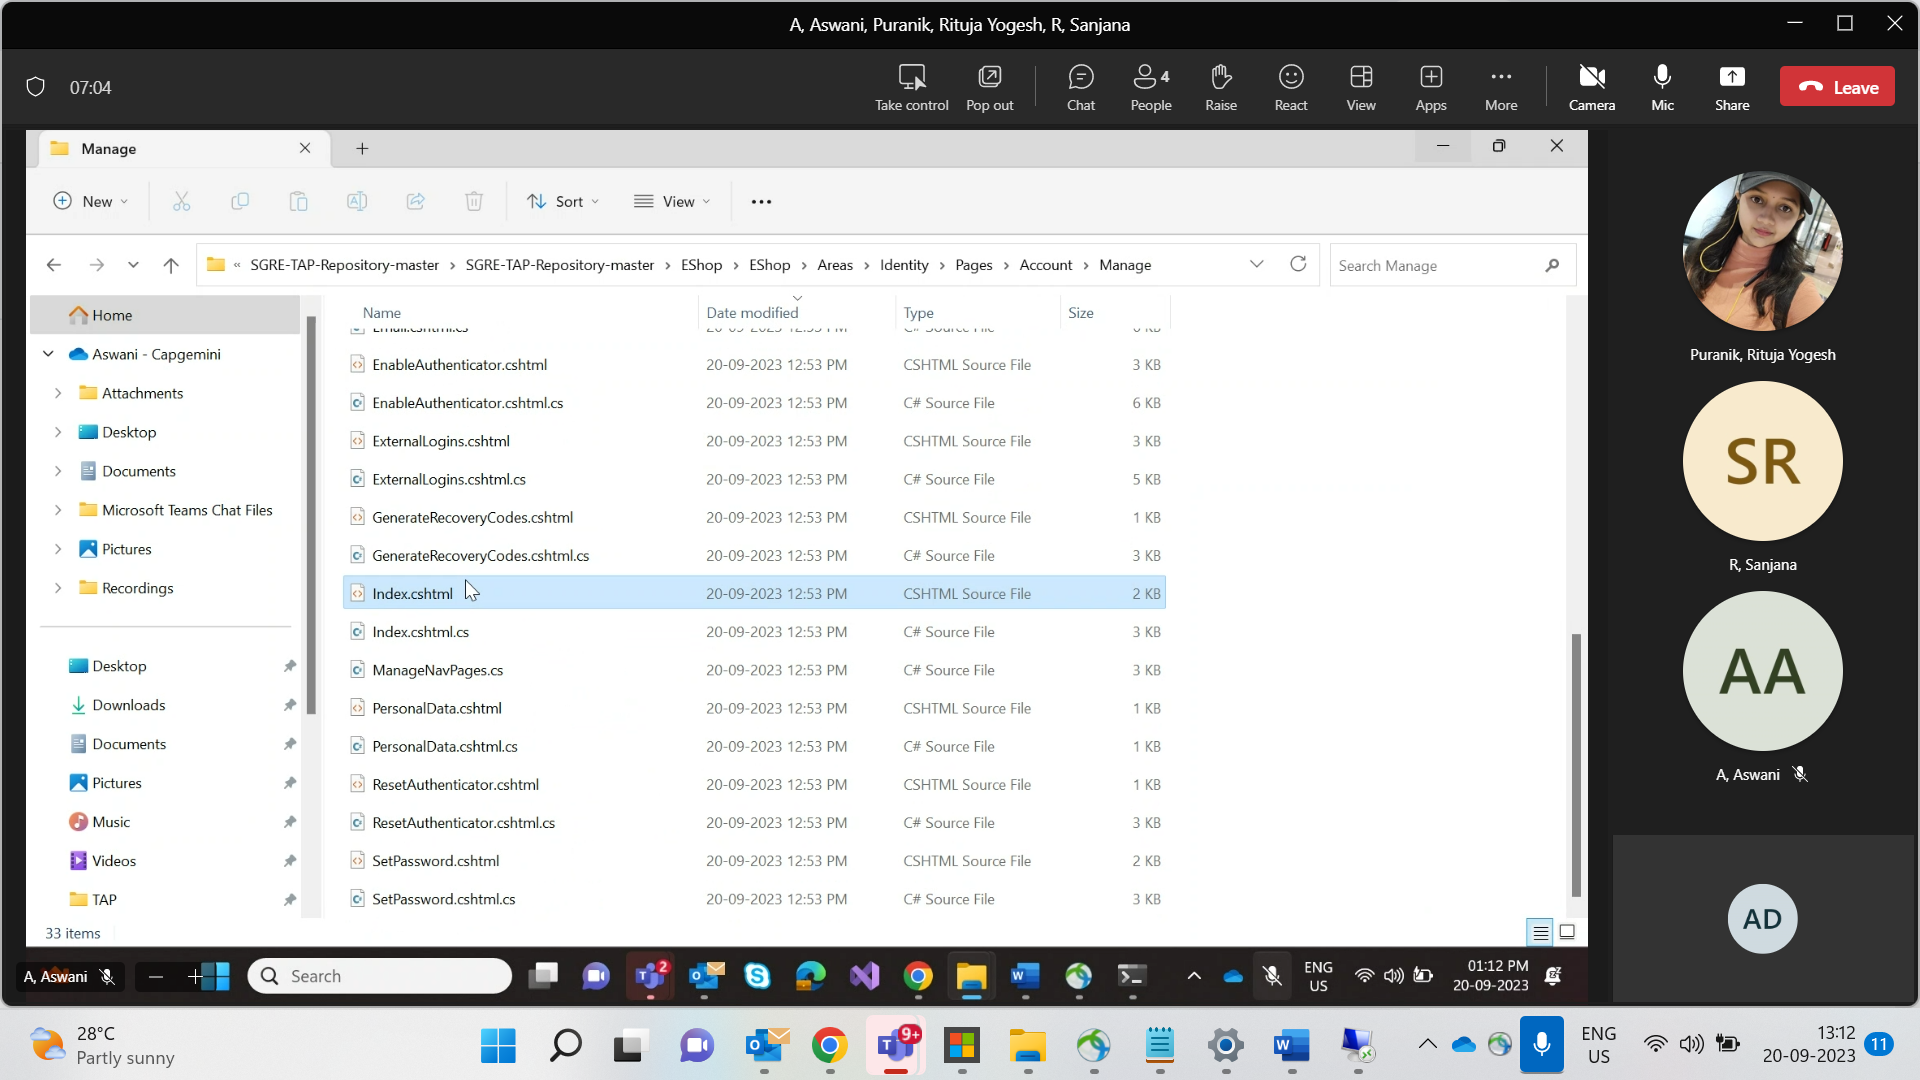 A, Aswani, Puranik, Rituja Yogesh, R, Sanjana
07:04
Take control
Pop out
Chat
People
4
Raise
React
View
Apps
More
Camera
Mic
Share
Leave
Manage
New
Sort
View
« SGRE-TAP-Repository-master > SGRE-TAP-Repository-master > EShop > EShop > Areas > Identity > Pages > Account > Manage
Search Manage
Home
Aswani - Capgemini
Attachments
Desktop
Documents
Microsoft Teams Chat Files
Pictures
Recordings
Desktop
Downloads
Documents
Pictures
Music
Videos
TAP
33 items
Name Date modified Type Size
EnableAuthenticator.cshtml 20-09-2023 12:53 PM CSHTML Source File 3 KB
EnableAuthenticator.cshtml.cs 20-09-2023 12:53 PM C# Source File 6 KB
ExternalLogins.cshtml 20-09-2023 12:53 PM CSHTML Source File 3 KB
ExternalLogins.cshtml.cs 20-09-2023 12:53 PM C# Source File 5 KB
GenerateRecoveryCodes.cshtml 20-09-2023 12:53 PM CSHTML Source File 1 KB
GenerateRecoveryCodes.cshtml.cs 20-09-2023 12:53 PM C# Source File 3 KB
Index.cshtml 20-09-2023 12:53 PM CSHTML Source File 2 KB
Index.cshtml.cs 20-09-2023 12:53 PM C# Source File 3 KB
ManageNavPages.cs 20-09-2023 12:53 PM C# Source File 3 KB
PersonalData.cshtml 20-09-2023 12:53 PM CSHTML Source File 1 KB
PersonalData.cshtml.cs 20-09-2023 12:53 PM C# Source File 1 KB
ResetAuthenticator.cshtml 20-09-2023 12:53 PM CSHTML Source File 1 KB
ResetAuthenticator.cshtml.cs 20-09-2023 12:53 PM C# Source File 3 KB
SetPassword.cshtml 20-09-2023 12:53 PM CSHTML Source File 2 KB
SetPassword.cshtml.cs 20-09-2023 12:53 PM C# Source File 3 KB
Puranik, Rituja Yogesh
SR
R, Sanjana
AA
A, Aswani
AD
A, Aswani
Search
2
ENG
US
01:12 PM
20-09-2023
28°C
Partly sunny
9+
ENG
US
13:12
20-09-2023
11